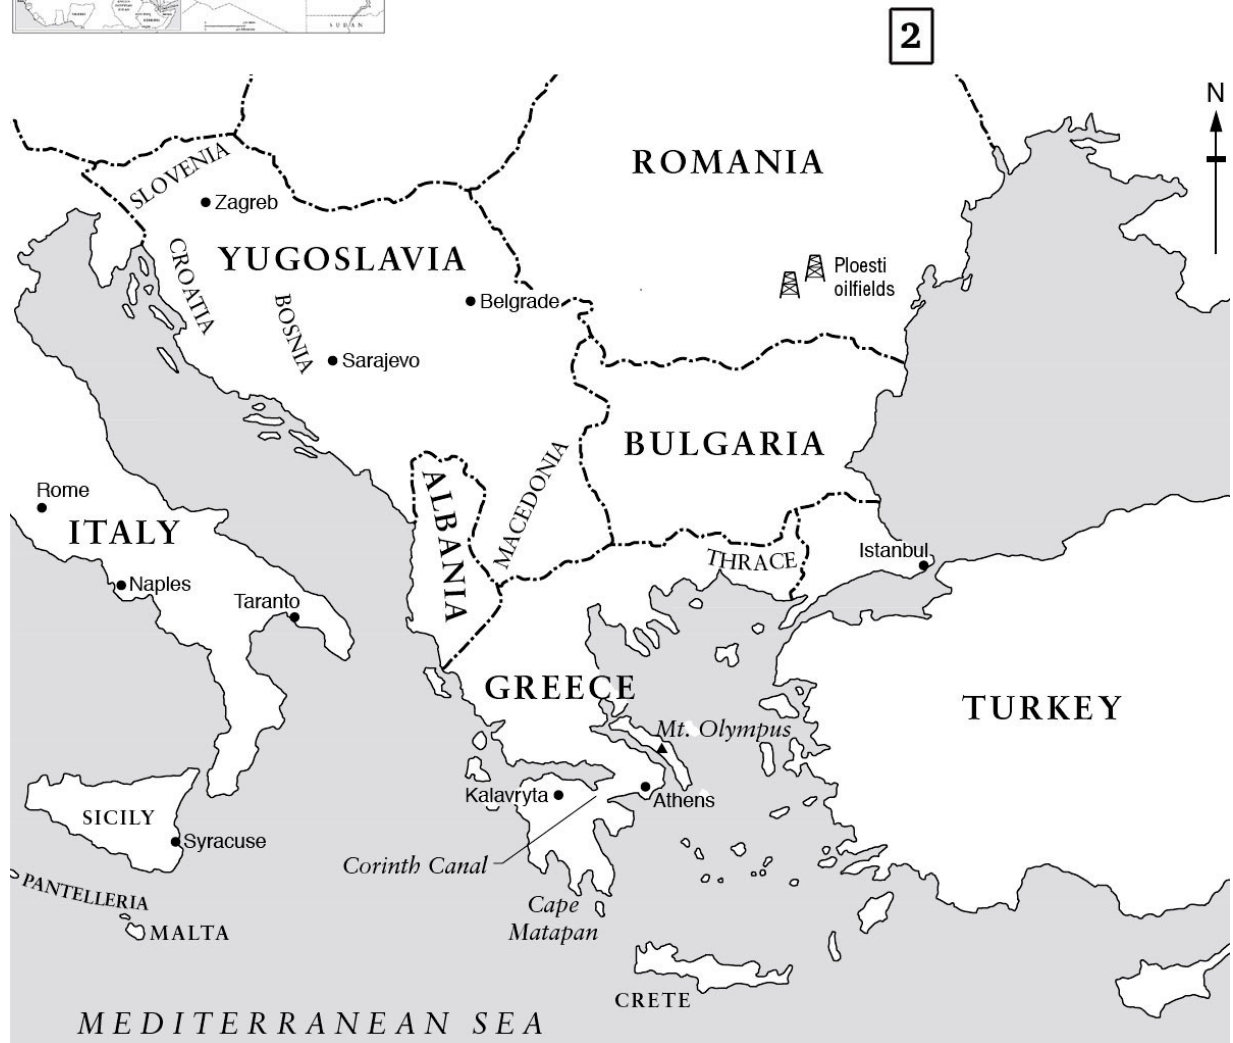 SUDAN
2
N
ROMANIA
SLOVENIA
Zagreb
YUGOSLAVIA
CROATIA
BOSNIA
Ploesti
oilfields
Belgrade
Sarajevo
BULGARIA
ALBANIA
MACEDONIA
Rome
ITALY
THRACE
Istanbul
Naples
Taranto
GREECE
TURKEY
Mt. Olympus
Kalavryta
Athens
SICILY
Syracuse
Corinth Canal
PANTELLERIA
MALTA
Cape
Matapan
CRETE
MEDITERRANEAN SEA